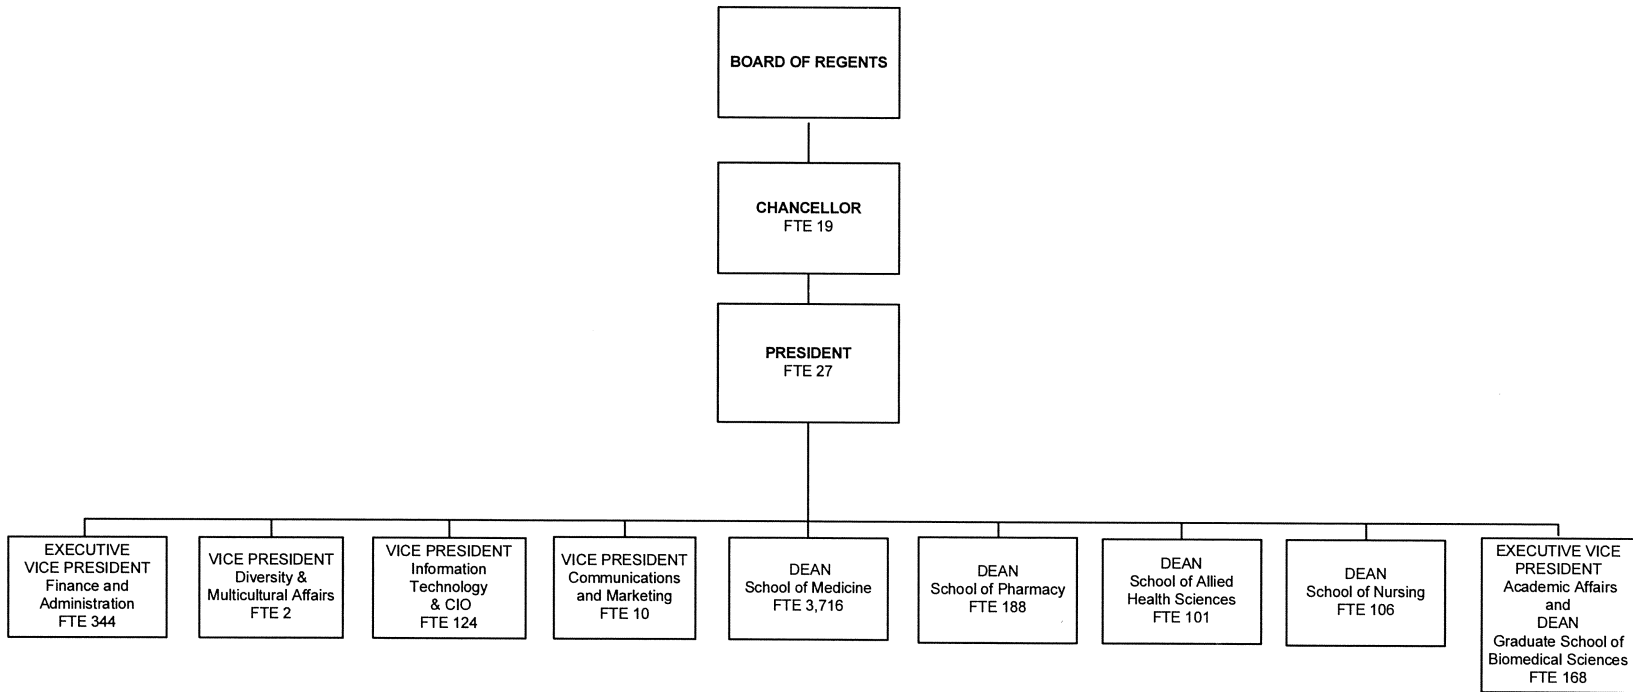 BOARD OF REGENTS
CHANCELLOR
FTE 19
PRESIDENT
FTE 27
EXECUTIVE
VICE PRESIDENT
Finance and
Administration
FTE 344
VICE PRESIDENT
Diversity &
Multicultural Affairs
FTE 2
VICE PRESIDENT
Information
Technology
& CIO
FTE 124
VICE PRESIDENT
Communications
and Marketing
FTE 10
DEAN
School of Medicine
FTE 3,716
DEAN
School of Pharmacy
FTE 188
DEAN
School of Allied
Health Sciences
FTE 101
DEAN
School of Nursing
FTE 106
EXECUTIVE VICE
PRESIDENT
Academic Affairs
and
DEAN
Graduate School of
Biomedical Sciences
FTE 168